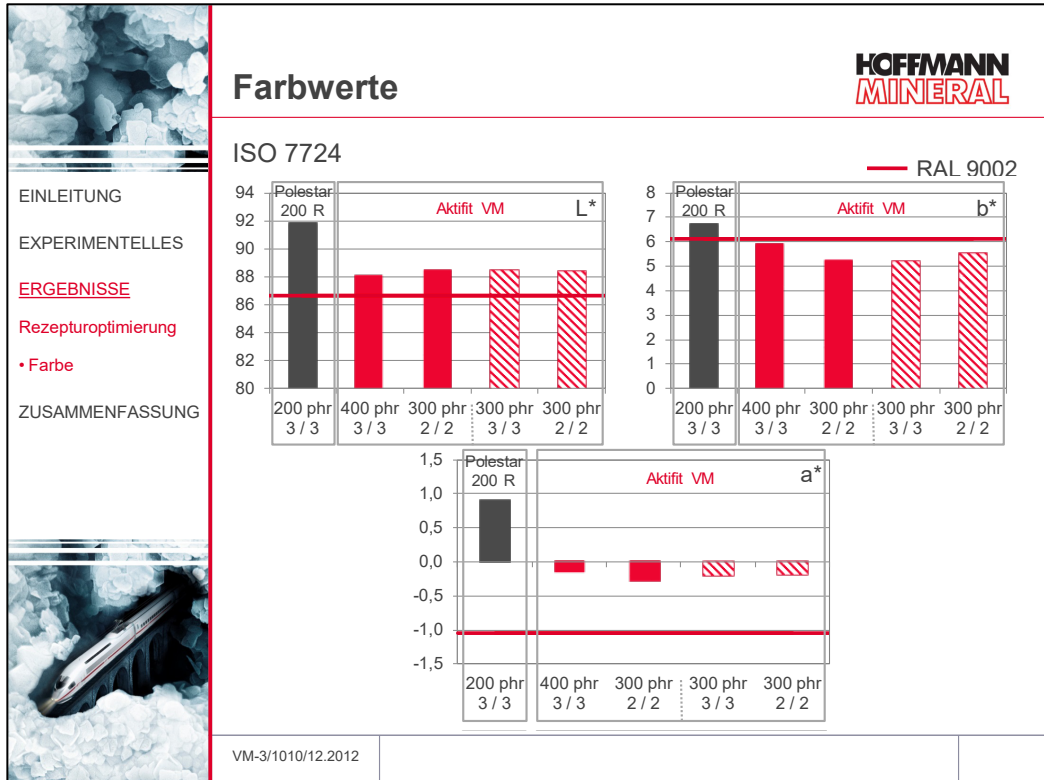 Farbwerte
HOFFMANN
MINERAL
EINLEITUNG
EXPERIMENTELLES
ERGEBNISSE
Rezepturoptimierung
• Farbe
ZUSAMMENFASSUNG
ISO 7724
RAL 9002
94
92
90
88
86
84
82
80
Polestar
200 R
Aktifit VM
L*
200 phr
3 / 3
400 phr
3 / 3
300 phr
2 / 2
300 phr
3 / 3
300 phr
2 / 2
8
7
6
5
4
3
2
1
0
Polestar
200 R
Aktifit VM
b*
200 phr
3 / 3
400 phr
3 / 3
300 phr
2 / 2
300 phr
3 / 3
300 phr
2 / 2
1,5
1,0
0,5
0,0
-0,5
-1,0
-1,5
Polestar
200 R
Aktifit VM
a*
200 phr
3 / 3
400 phr
3 / 3
300 phr
2 / 2
300 phr
3 / 3
300 phr
2 / 2
VM-3/1010/12.2012